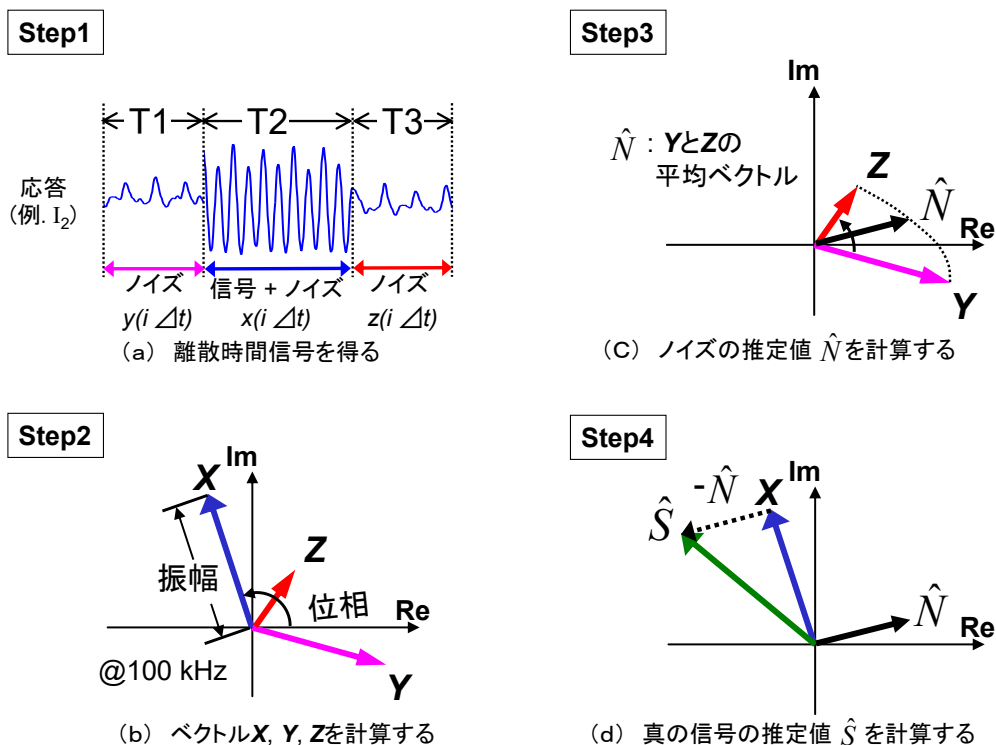 Step1
T1 T2 T3
応答
(例. I₂)
ノイズ 信号 + ノイズ ノイズ
y(i ⊿t) x(i ⊿t) z(i ⊿t)
(a) 離散時間信号を得る
Step2
Im
X
Z
振幅
位相
Re
@100 kHz
Y
(b) ベクトルX, Y, Zを計算する
Step3
Im
N̂ : YとZの
平均ベクトル
Z
N̂
Re
Y
(C) ノイズの推定値 N̂ を計算する
Step4
Im
-N̂
X
Ŝ
N̂
Re
(d) 真の信号の推定値 Ŝ を計算する